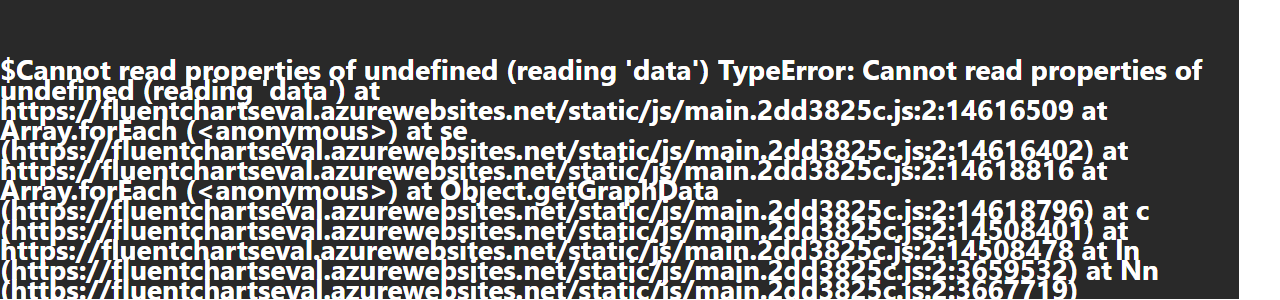 $Cannot read properties of undefined (reading 'data') TypeError: Cannot read properties of
undefined (reading 'data') at
https://fluentchartseval.azurewebsites.net/static/js/main.2dd3825c.js:2:14616509 at
Array.forEach (<anonymous>) at se
(https://fluentchartseval.azurewebsites.net/static/js/main.2dd3825c.js:2:14616402) at
https://fluentchartseval.azurewebsites.net/static/js/main.2dd3825c.js:2:14618816 at
Array.forEach (<anonymous>) at Object.getGraphData
(https://fluentchartseval.azurewebsites.net/static/js/main.2dd3825c.js:2:14618796) at c
(https://fluentchartseval.azurewebsites.net/static/js/main.2dd3825c.js:2:14508401) at
https://fluentchartseval.azurewebsites.net/static/js/main.2dd3825c.js:2:14508478 at ln
(https://fluentchartseval.azurewebsites.net/static/js/main.2dd3825c.js:2:3659532) at Nn
(https://fluentchartseval.azurewebsites.net/static/js/main.2dd3825c.js:2:3667719)